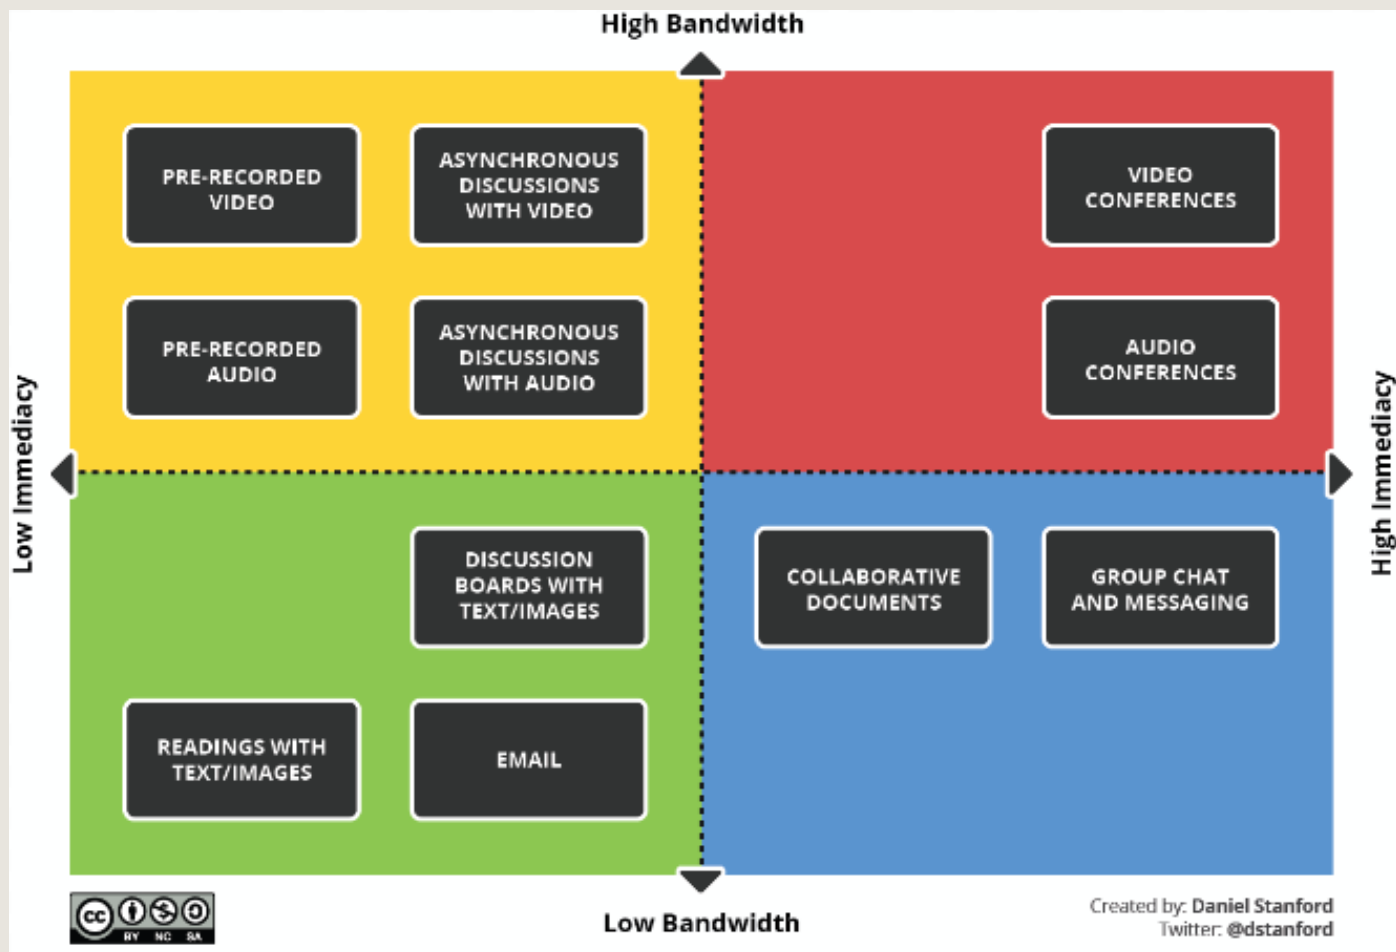 High Bandwidth
PRE-RECORDED
VIDEO
ASYNCHRONOUS
DISCUSSIONS
WITH VIDEO
VIDEO
CONFERENCES
PRE-RECORDED
AUDIO
ASYNCHRONOUS
DISCUSSIONS
WITH AUDIO
AUDIO
CONFERENCES
Low Immediacy
High Immediacy
DISCUSSION
BOARDS WITH
TEXT/IMAGES
COLLABORATIVE
DOCUMENTS
GROUP CHAT
AND MESSAGING
READINGS WITH
TEXT/IMAGES
EMAIL
cc
BY NC SA
Low Bandwidth
Created by: Daniel Stanford
Twitter: @dstanford